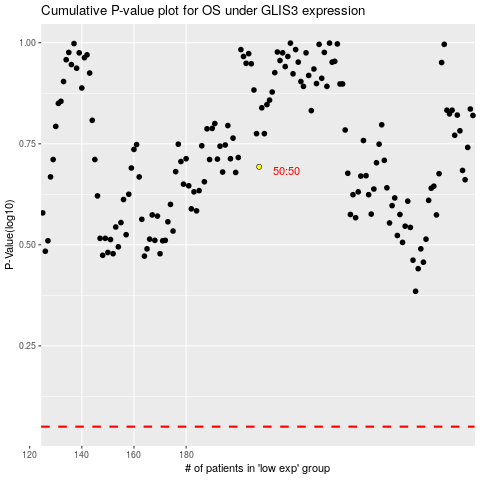 Cumulative P-value plot for OS under GLIS3 expression
P-Value(log10)
1.00
0.75
0.50
0.25
50:50
120 140 160 180
# of patients in 'low exp' group